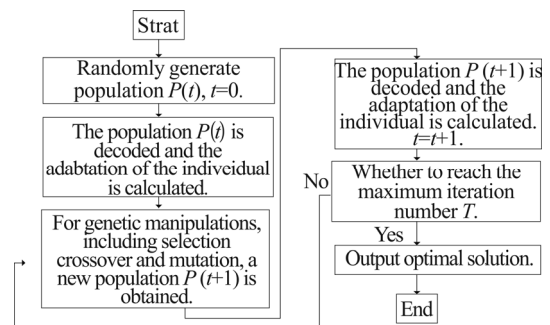 Strat
Randomly generate
population P(t), t=0.
The population P(t) is
decoded and the
adabtation of the indiveidual
is calculated.
For genetic manipulations,
including selection
crossover and mutation, a
new population P (t+1) is
obtained.
The population P (t+1) is
decoded and the
adaptation of the
individual is calculated.
t=t+1.
No
Whether to reach the
maximum iteration
number T.
Yes
Output optimal solution.
End